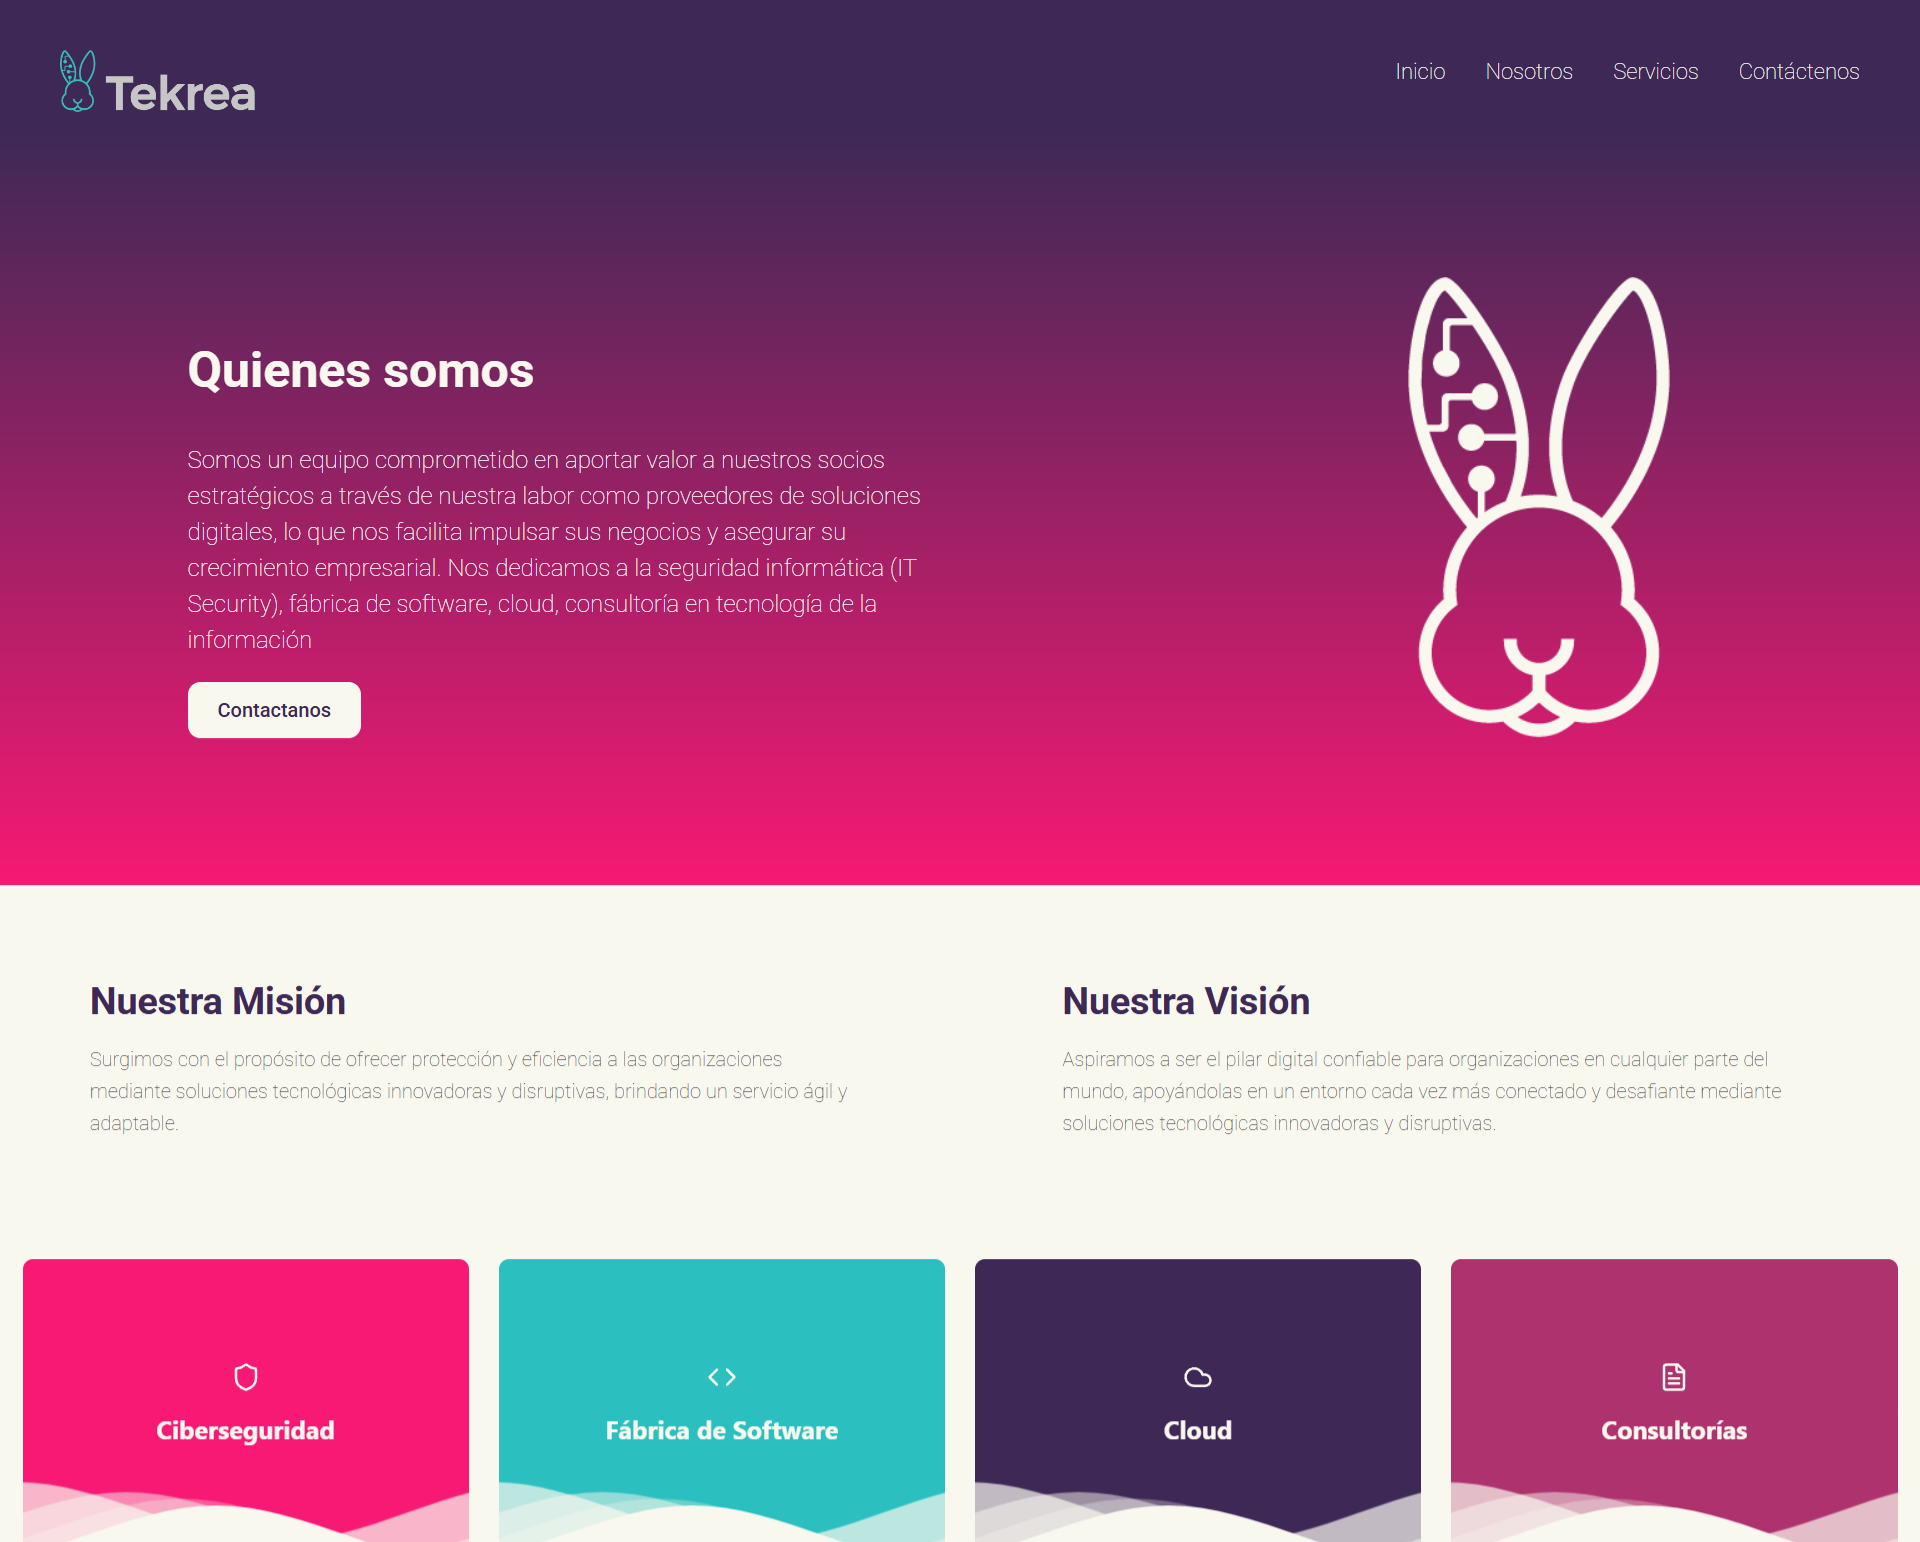 Tekrea
Inicio Nosotros Servicios Contáctenos
Quienes somos
Somos un equipo comprometido en aportar valor a nuestros socios
estratégicos a través de nuestra labor como proveedores de soluciones
digitales, lo que nos facilita impulsar sus negocios y asegurar su
crecimiento empresarial. Nos dedicamos a la seguridad informática (IT
Security), fábrica de software, cloud, consultoría en tecnología de la
información
Contactanos
Nuestra Misión
Surgimos con el propósito de ofrecer protección y eficiencia a las organizaciones
mediante soluciones tecnológicas innovadoras y disruptivas, brindando un servicio ágil y
adaptable.
Nuestra Visión
Aspiramos a ser el pilar digital confiable para organizaciones en cualquier parte del
mundo, apoyándolas en un entorno cada vez más conectado y desafiante mediante
soluciones tecnológicas innovadoras y disruptivas.
Ciberseguridad
Fábrica de Software
Cloud
Consultorías